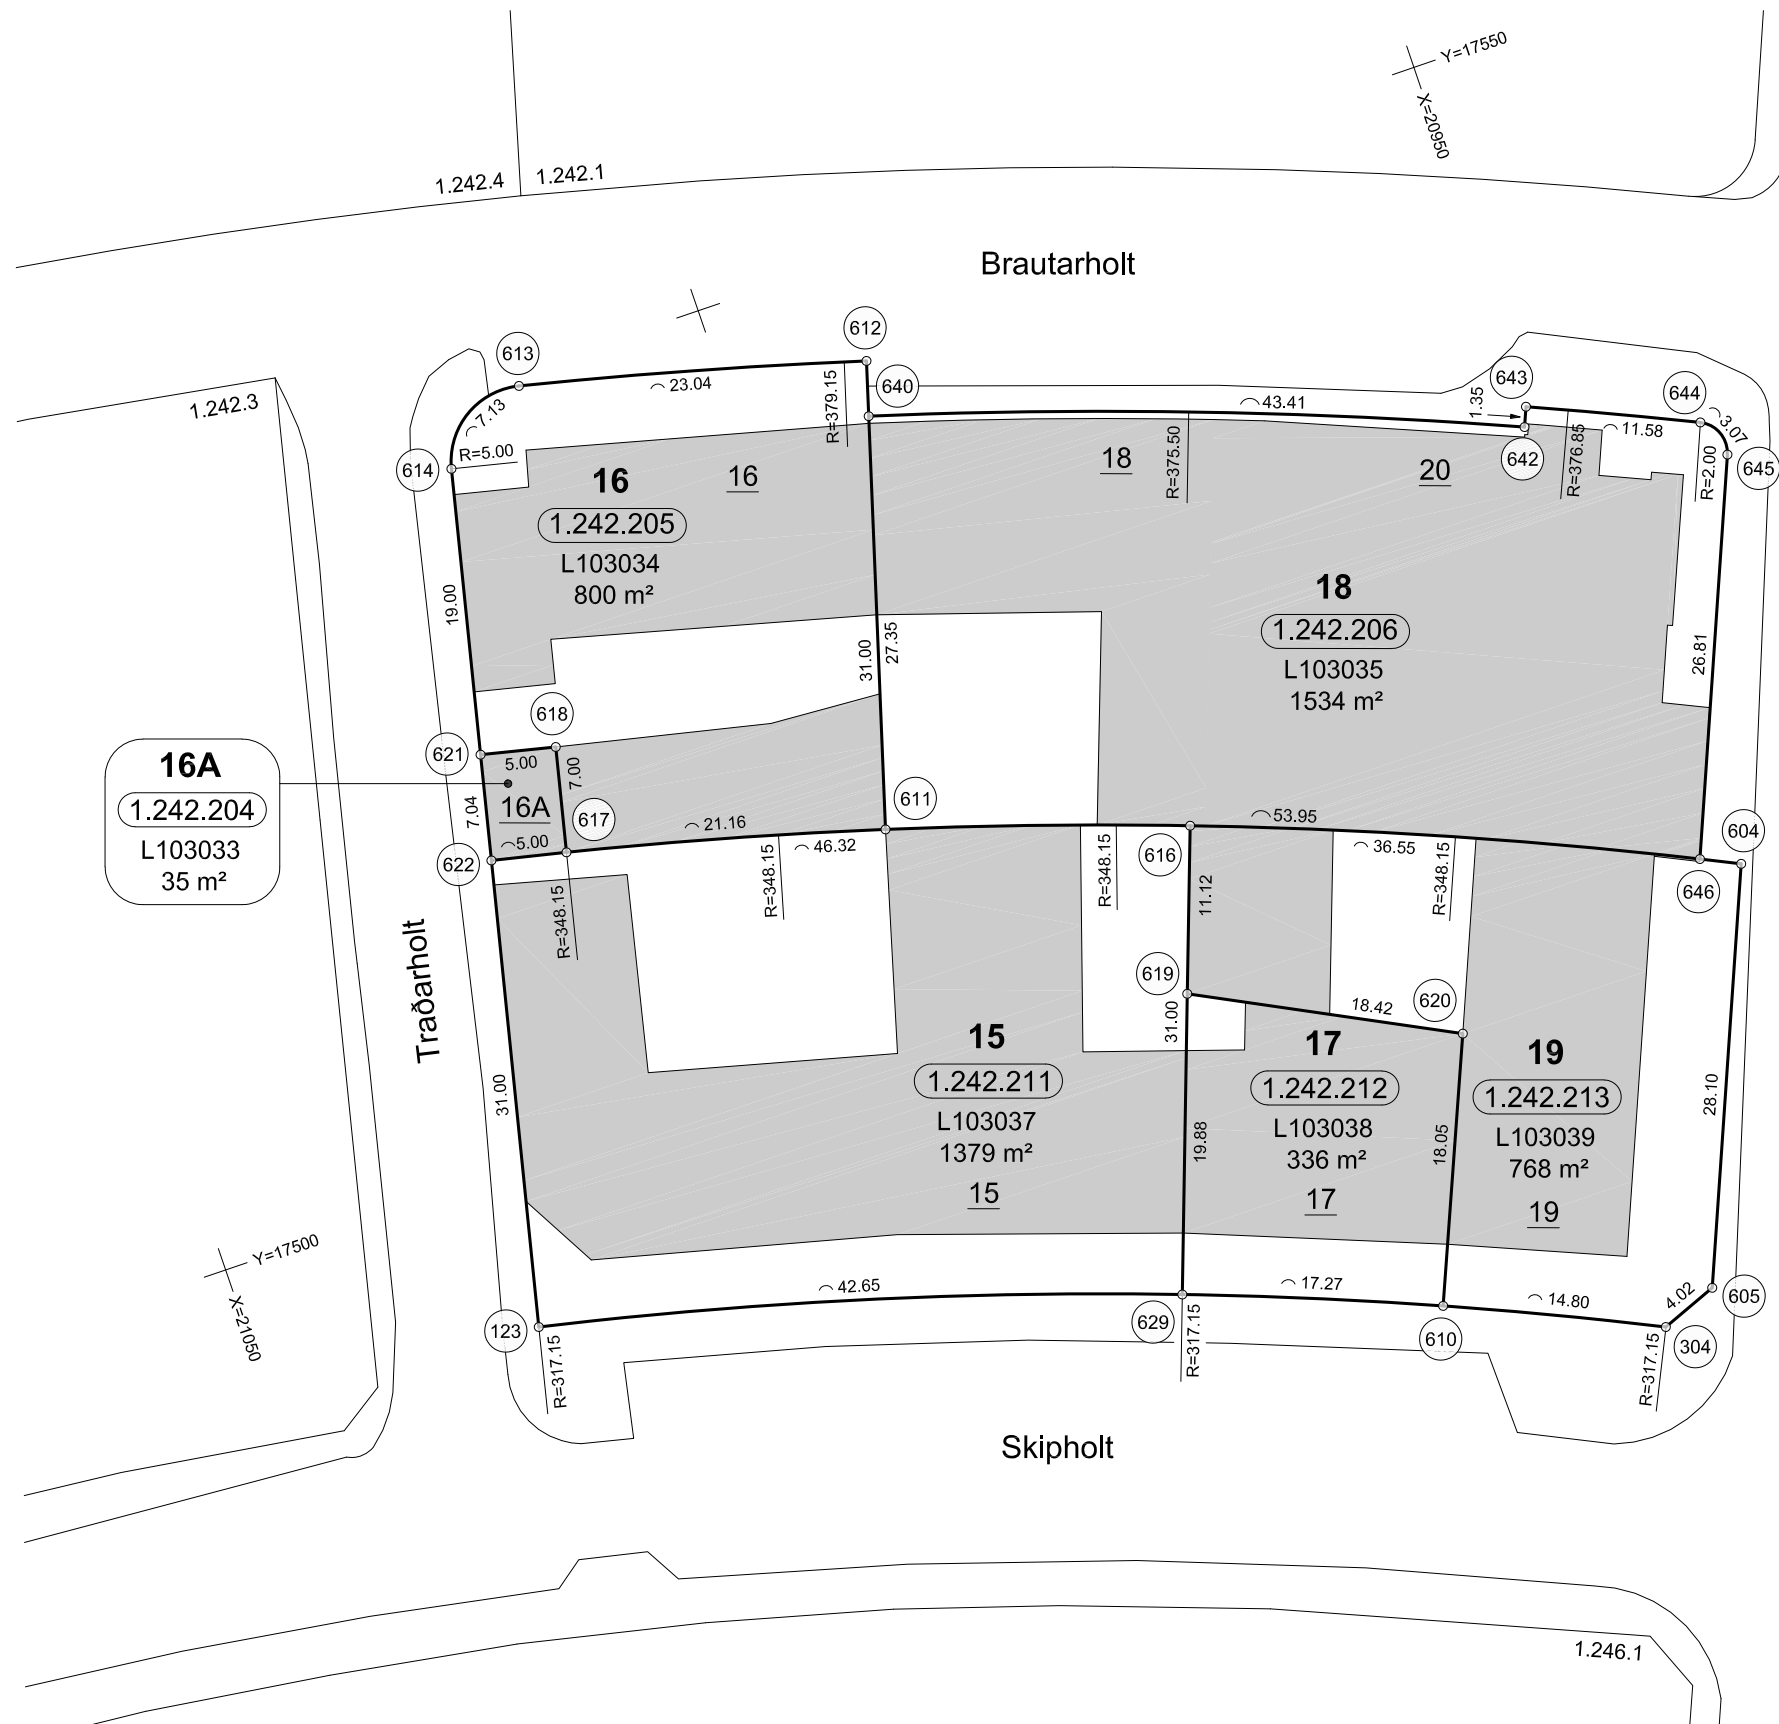 Y=17550
X=20950
1.242.4
1.242.1
Brautarholt
612
613
640
643
644
1.242.3
23.04
7.13
R=379.15
43.41
1.35
11.58
3.07
R=5.00
614
16
16
18
R=375.50
20
642
R=376.85
R=2.00
645
1.242.205
L103034
800 m²
18
1.242.206
L103035
1534 m²
19.00
31.00
27.35
26.81
618
621
5.00
7.00
16A
1.242.204
L103033
35 m²
7.04
16A
617
611
21.16
53.95
604
5.00
46.32
616
36.55
622
646
R=348.15
R=348.15
R=348.15
R=348.15
11.12
Traðarholt
619
620
18.42
31.00
15
1.242.211
L103037
1379 m²
15
17
1.242.212
L103038
336 m²
17
19
1.242.213
L103039
768 m²
19
31.00
19.88
18.05
28.10
Y=17500
X=21050
42.65
17.27
14.80
4.02
605
123
629
610
304
R=317.15
R=317.15
R=317.15
Skipholt
1.246.1